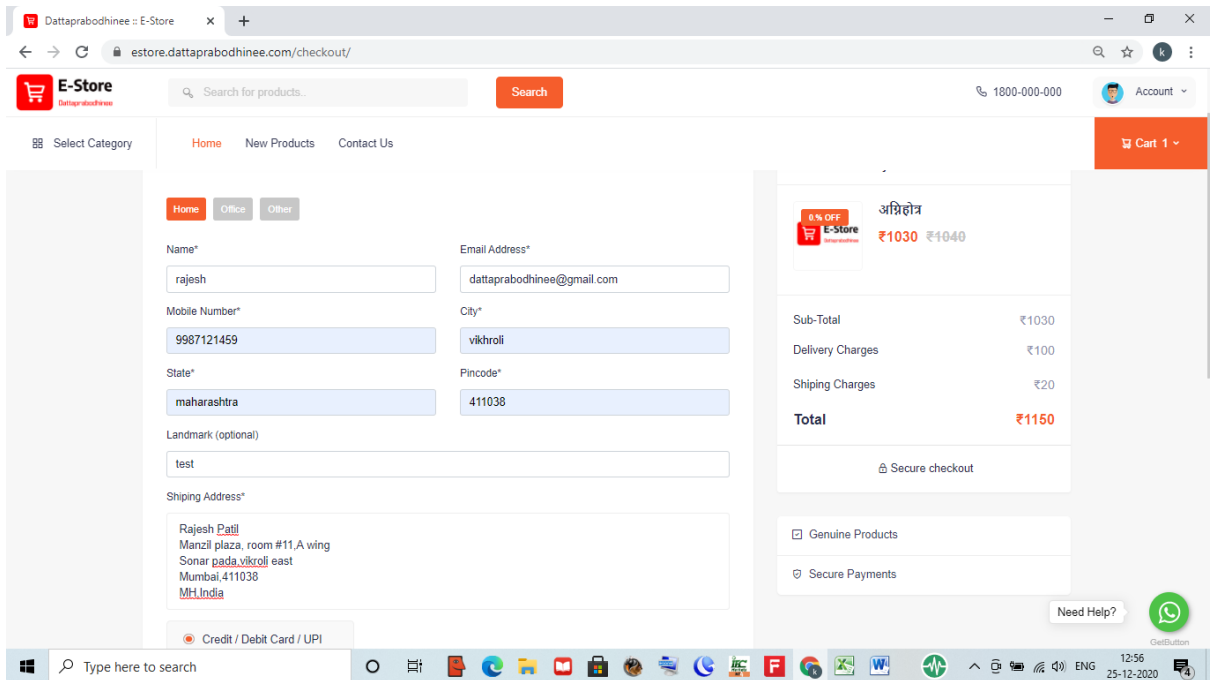 Dattaprabodhinee :: E-Store
estore.dattaprabodhinee.com/checkout/
k
E-Store
Dattaprabodhinee
Search for products..
Search
1800-000-000
Account
Select Category
Home
New Products
Contact Us
Cart 1
Home
Office
Other
Name*
Email Address*
rajesh
dattaprabodhinee@gmail.com
Mobile Number*
City*
9987121459
vikhroli
State*
Pincode*
maharashtra
411038
Landmark (optional)
test
Shiping Address*
Rajesh Patil
Manzil plaza, room #11,A wing
Sonar pada,vikroli east
Mumbai,411038
MH,India
Credit / Debit Card / UPI
0.% OFF
E-Store
Dattaprabodhinee
अग्निहोत्र
₹1030 ₹1040
Sub-Total ₹1030
Delivery Charges ₹100
Shiping Charges ₹20
Total ₹1150
Secure checkout
Genuine Products
Secure Payments
Need Help?
GetButton
Type here to search
ENG
12:56
25-12-2020
4